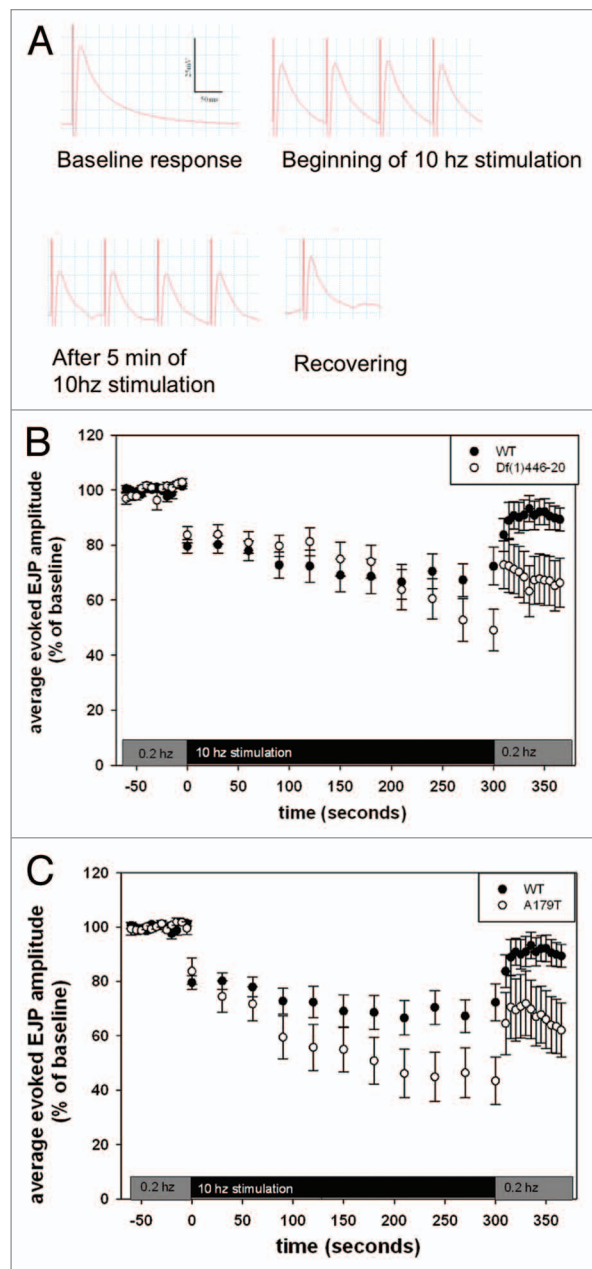 A
25mV
50ms
Baseline response
Beginning of 10 hz stimulation
After 5 min of
10hz stimulation
Recovering
B
WT
Df(1)446-20
average evoked EJP amplitude
(% of baseline)
120
100
80
60
40
20
0
0.2 hz
10 hz stimulation
0.2 hz
-50 0 50 100 150 200 250 300 350
time (seconds)
C
WT
A179T
average evoked EJP amplitude
(% of baseline)
120
100
80
60
40
20
0
0.2 hz
10 hz stimulation
0.2 hz
-50 0 50 100 150 200 250 300 350
time (seconds)